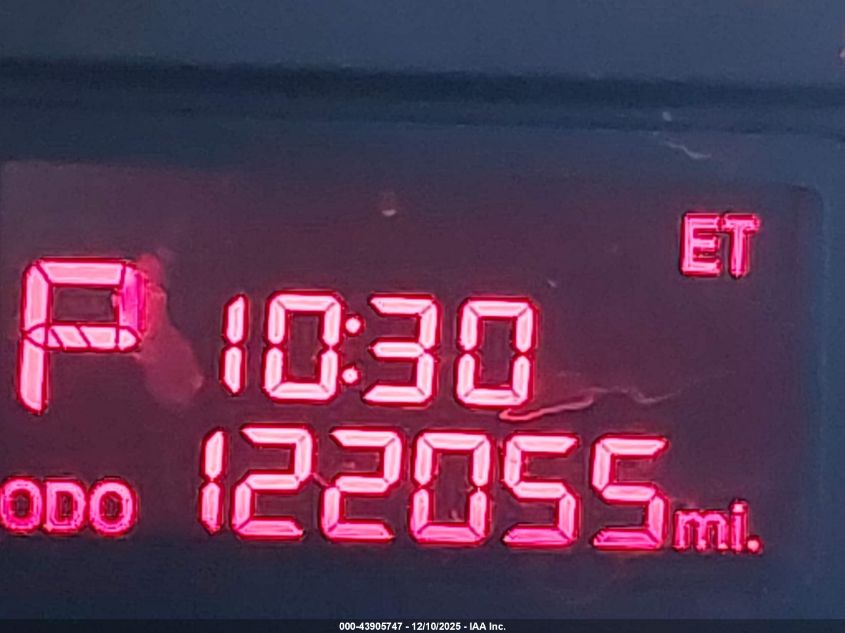 ET
P 10:30
ODO 122055 mi.
000-43905747 - 12/10/2025 - IAA Inc.